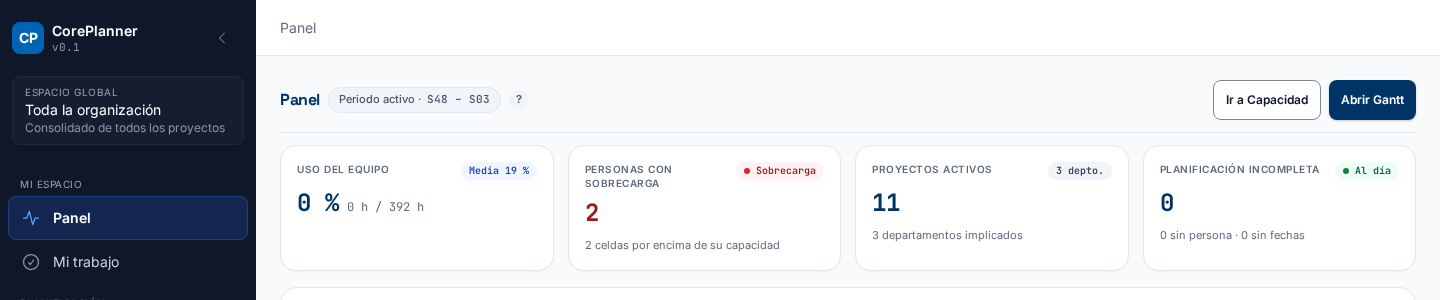 CP
CorePlanner
v0.1
ESPACIO GLOBAL
Toda la organización
Consolidado de todos los proyectos
MI ESPACIO
Panel
Mi trabajo
Panel
Panel
Periodo activo · S48 – S03
?
Ir a Capacidad
Abrir Gantt
USO DEL EQUIPO
Media 19 %
0 % 0 h / 392 h
PERSONAS CON
SOBRECARGA
Sobrecarga
2
2 celdas por encima de su capacidad
PROYECTOS ACTIVOS
3 depto.
11
3 departamentos implicados
PLANIFICACIÓN INCOMPLETA
Al día
0
0 sin persona · 0 sin fechas